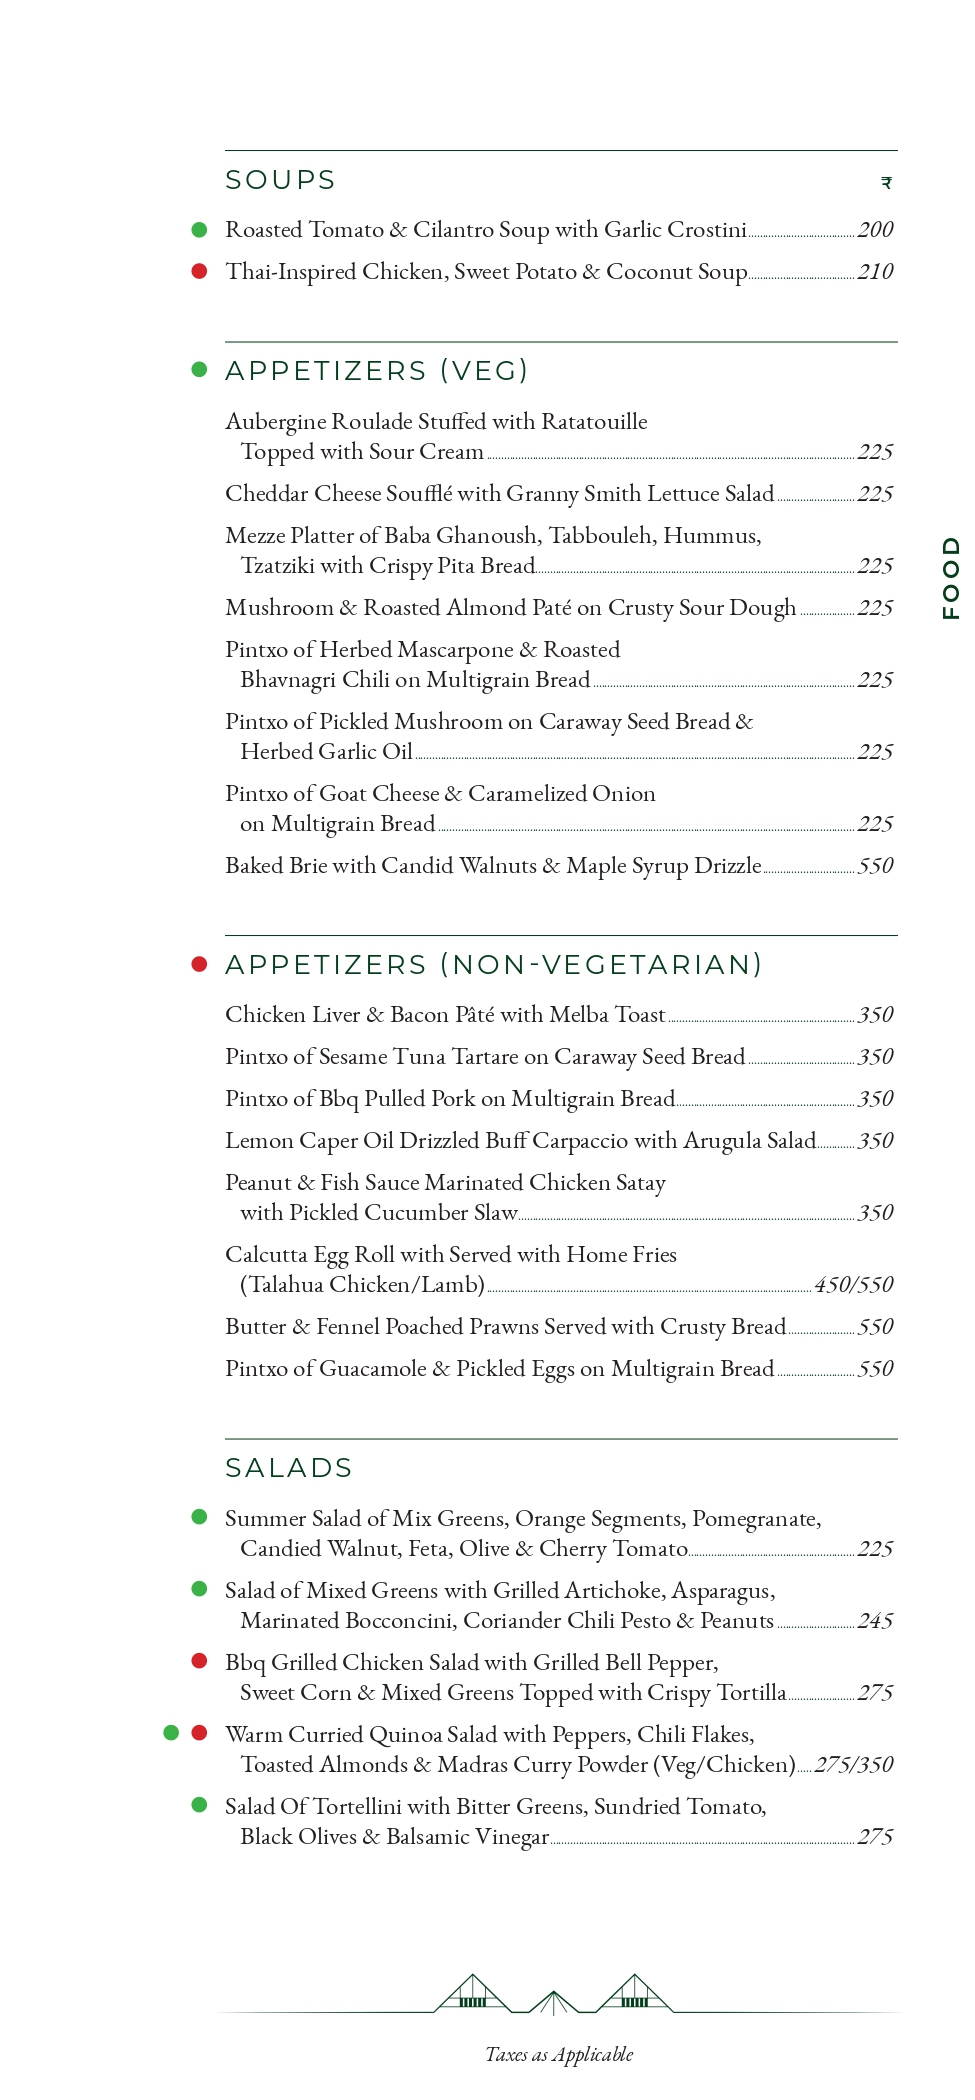 SOUPS ₹
Roasted Tomato & Cilantro Soup with Garlic Crostini 200
Thai-Inspired Chicken, Sweet Potato & Coconut Soup 210
APPETIZERS (VEG)
Aubergine Roulade Stuffed with Ratatouille
Topped with Sour Cream 225
Cheddar Cheese Soufflé with Granny Smith Lettuce Salad 225
Mezze Platter of Baba Ghanoush, Tabbouleh, Hummus,
Tzatziki with Crispy Pita Bread 225
Mushroom & Roasted Almond Paté on Crusty Sour Dough 225
Pintxo of Herbed Mascarpone & Roasted
Bhavnagri Chili on Multigrain Bread 225
Pintxo of Pickled Mushroom on Caraway Seed Bread &
Herbed Garlic Oil 225
Pintxo of Goat Cheese & Caramelized Onion
on Multigrain Bread 225
Baked Brie with Candid Walnuts & Maple Syrup Drizzle 550
APPETIZERS (NON-VEGETARIAN)
Chicken Liver & Bacon Pâté with Melba Toast 350
Pintxo of Sesame Tuna Tartare on Caraway Seed Bread 350
Pintxo of Bbq Pulled Pork on Multigrain Bread 350
Lemon Caper Oil Drizzled Buff Carpaccio with Arugula Salad 350
Peanut & Fish Sauce Marinated Chicken Satay
with Pickled Cucumber Slaw 350
Calcutta Egg Roll with Served with Home Fries
(Talahua Chicken/Lamb) 450/550
Butter & Fennel Poached Prawns Served with Crusty Bread 550
Pintxo of Guacamole & Pickled Eggs on Multigrain Bread 550
SALADS
Summer Salad of Mix Greens, Orange Segments, Pomegranate,
Candied Walnut, Feta, Olive & Cherry Tomato 225
Salad of Mixed Greens with Grilled Artichoke, Asparagus,
Marinated Bocconcini, Coriander Chili Pesto & Peanuts 245
Bbq Grilled Chicken Salad with Grilled Bell Pepper,
Sweet Corn & Mixed Greens Topped with Crispy Tortilla 275
Warm Curried Quinoa Salad with Peppers, Chili Flakes,
Toasted Almonds & Madras Curry Powder (Veg/Chicken) 275/350
Salad Of Tortellini with Bitter Greens, Sundried Tomato,
Black Olives & Balsamic Vinegar 275
Taxes as Applicable
FOOD